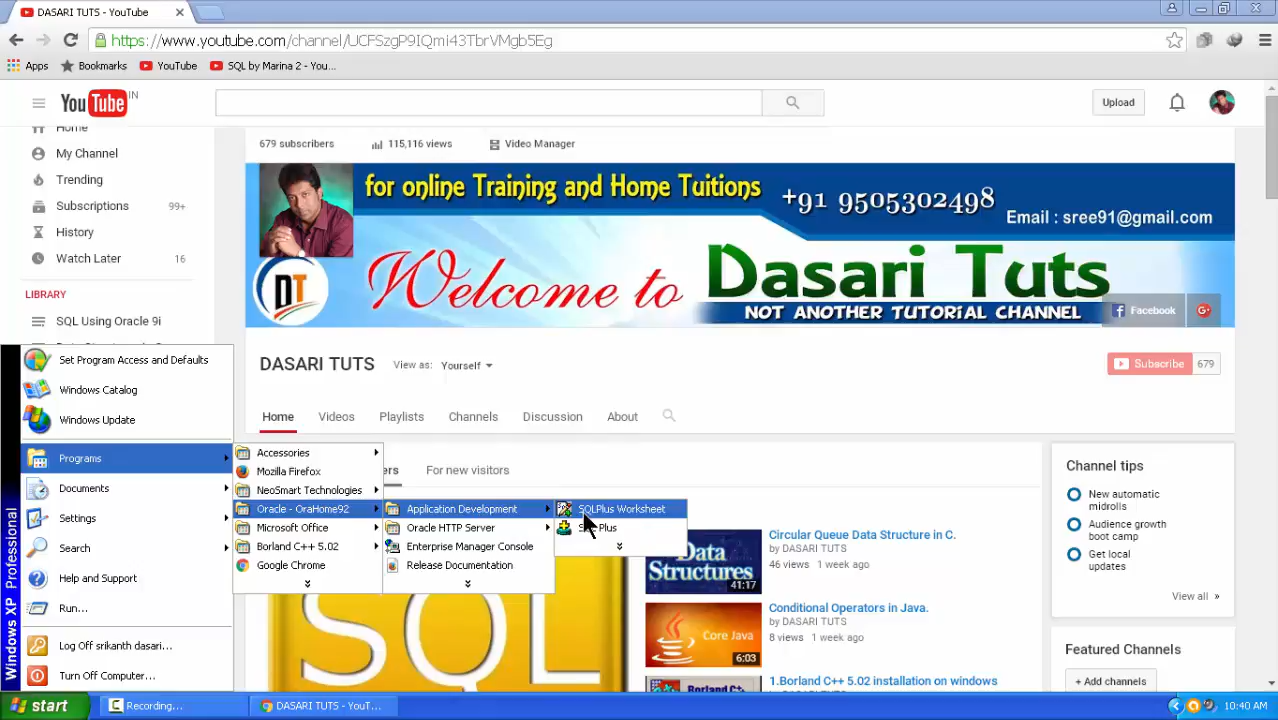 DASARI TUTS - YouTube
https://www.youtube.com/channel/UCFSzgP9IQmI43TbrVMgb5Eg
Apps
Bookmarks
YouTube
SQL by Marina 2 - You...
YouTube IN
Upload
679 subscribers
115,116 views
Video Manager
Home
My Channel
Trending
Subscriptions 99+
History
Watch Later 16
LIBRARY
SQL Using Oracle 9i
for online Training and Home Tuitions
+91 9505302498
Email : sree91@gmail.com
DT
Welcome to Dasari Tuts
NOT ANOTHER TUTORIAL CHANNEL
Facebook
DASARI TUTS
View as: Yourself
Subscribe 679
Home
Videos
Playlists
Channels
Discussion
About
For new visitors
Channel tips
New automatic
midrolls
Audience growth
boot camp
Get local
updates
View all »
Featured Channels
+ Add channels
Data
Structures
41:17
Circular Queue Data Structure in C.
by DASARI TUTS
46 views 1 week ago
Core Java
6:03
Conditional Operators in Java.
by DASARI TUTS
8 views 1 week ago
1.Borland C++ 5.02 installation on windows
SQL
Windows XP Professional
Set Program Access and Defaults
Windows Catalog
Windows Update
Programs
Documents
Settings
Search
Help and Support
Run...
Log Off srikanth dasari...
Turn Off Computer...
Accessories
Mozilla Firefox
NeoSmart Technologies
Oracle - OraHome92
Microsoft Office
Borland C++ 5.02
Google Chrome
Application Development
Oracle HTTP Server
Enterprise Manager Console
Release Documentation
SQLPlus Worksheet
Plus
start
Recording...
DASARI TUTS - YouT...
10:40 AM